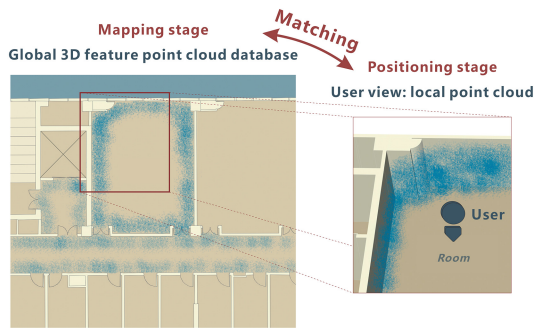 Mapping stage
Global 3D feature point cloud database
Matching
Positioning stage
User view: local point cloud
User
Room